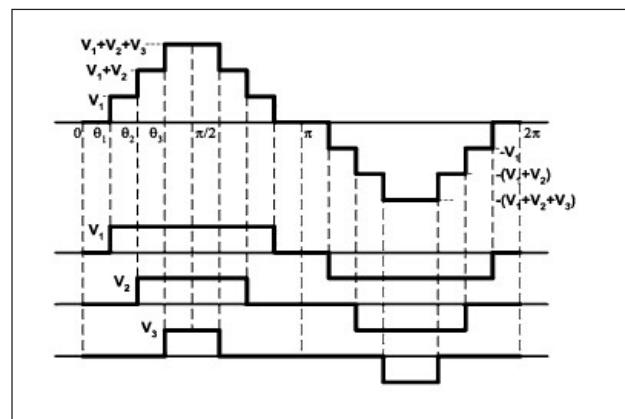 V₁+V₂+V₃
V₁+V₂
V₁
0 θ₁ θ₂ θ₃ π/2 π 2π
-V₁
-(V₁+V₂)
-(V₁+V₂+V₃)
V₁
V₂
V₃